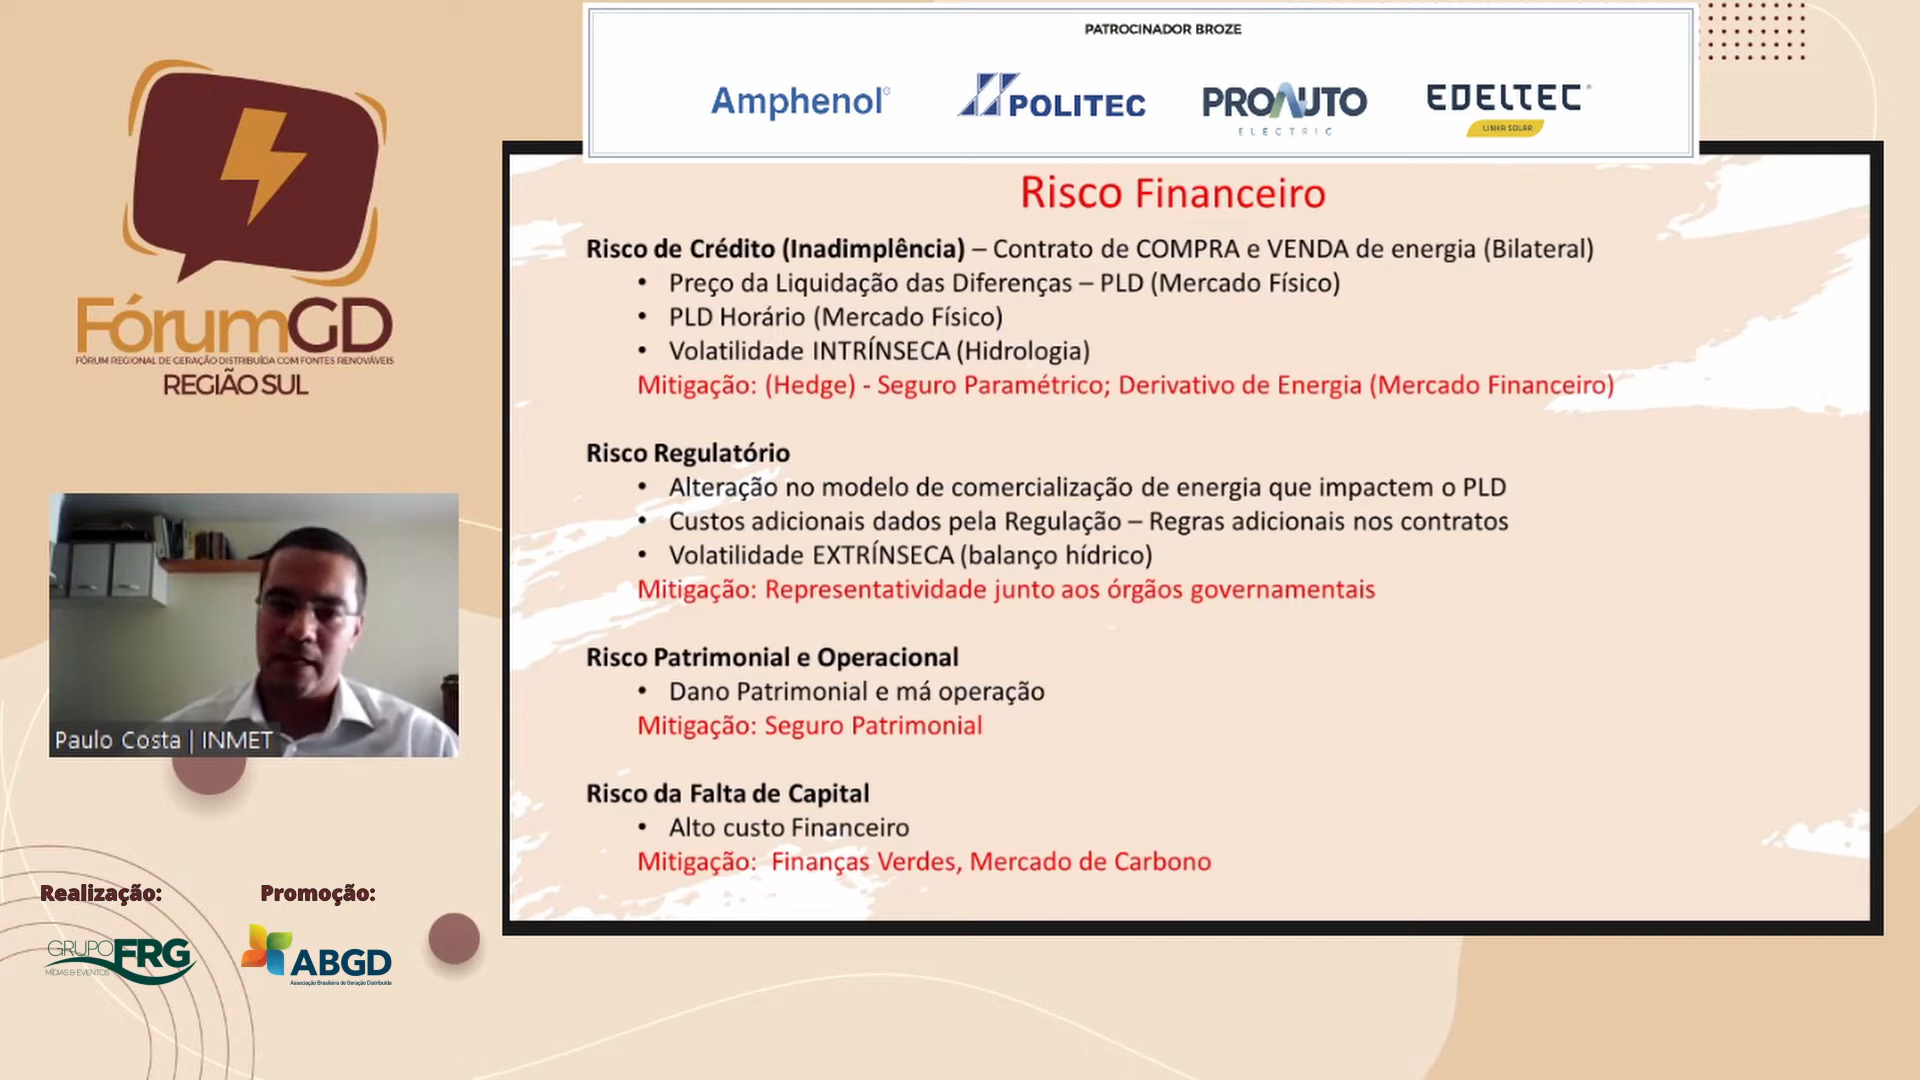 PATROCINADOR BROZE
Amphenol
POLITEC
PRONUTO
ELECTRIC
EDELTEC
LINHA SOLAR
FórumGD
FÓRUM REGIONAL DE GERAÇÃO DISTRIBUÍDA COM FONTES RENOVÁVEIS
REGIÃO SUL
Risco Financeiro
Risco de Crédito (Inadimplência) – Contrato de COMPRA e VENDA de energia (Bilateral)
• Preço da Liquidação das Diferenças – PLD (Mercado Físico)
• PLD Horário (Mercado Físico)
• Volatilidade INTRÍNSECA (Hidrologia)
Mitigação: (Hedge) - Seguro Paramétrico; Derivativo de Energia (Mercado Financeiro)
Risco Regulatório
• Alteração no modelo de comercialização de energia que impactem o PLD
• Custos adicionais dados pela Regulação – Regras adicionais nos contratos
• Volatilidade EXTRÍNSECA (balanço hídrico)
Mitigação: Representatividade junto aos órgãos governamentais
Risco Patrimonial e Operacional
• Dano Patrimonial e má operação
Mitigação: Seguro Patrimonial
Risco da Falta de Capital
• Alto custo Financeiro
Mitigação: Finanças Verdes, Mercado de Carbono
Paulo Costa | INMET
Realização:
GRUPO FRG
MÍDIAS & EVENTOS
Promoção:
ABGD
Associação Brasileira de Geração Distribuída